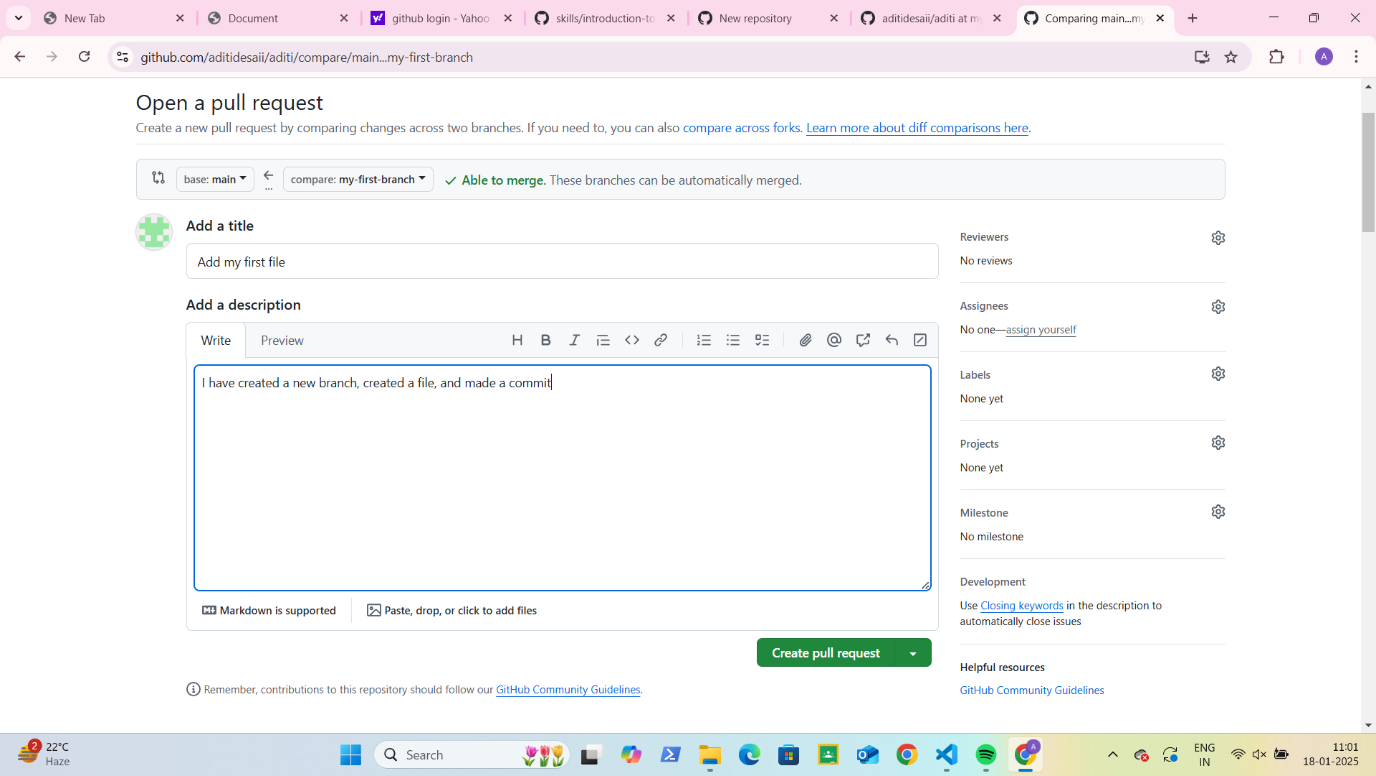 New Tab
Document
github login - Yahoo
skills/introduction-to
New repository
aditidesaii/aditi at my
Comparing main...my
github.com/aditidesaii/aditi/compare/main...my-first-branch
A
Open a pull request
Create a new pull request by comparing changes across two branches. If you need to, you can also compare across forks. Learn more about diff comparisons here.
base: main
...
compare: my-first-branch
Able to merge. These branches can be automatically merged.
Add a title
Add my first file
Add a description
Write
Preview
I have created a new branch, created a file, and made a commit
Markdown is supported
Paste, drop, or click to add files
Create pull request
Remember, contributions to this repository should follow our GitHub Community Guidelines.
Reviewers
No reviews
Assignees
No one—assign yourself
Labels
None yet
Projects
None yet
Milestone
No milestone
Development
Use Closing keywords in the description to
automatically close issues
Helpful resources
GitHub Community Guidelines
2
22°C
Haze
Search
A
ENG
IN
11:01
18-01-2025